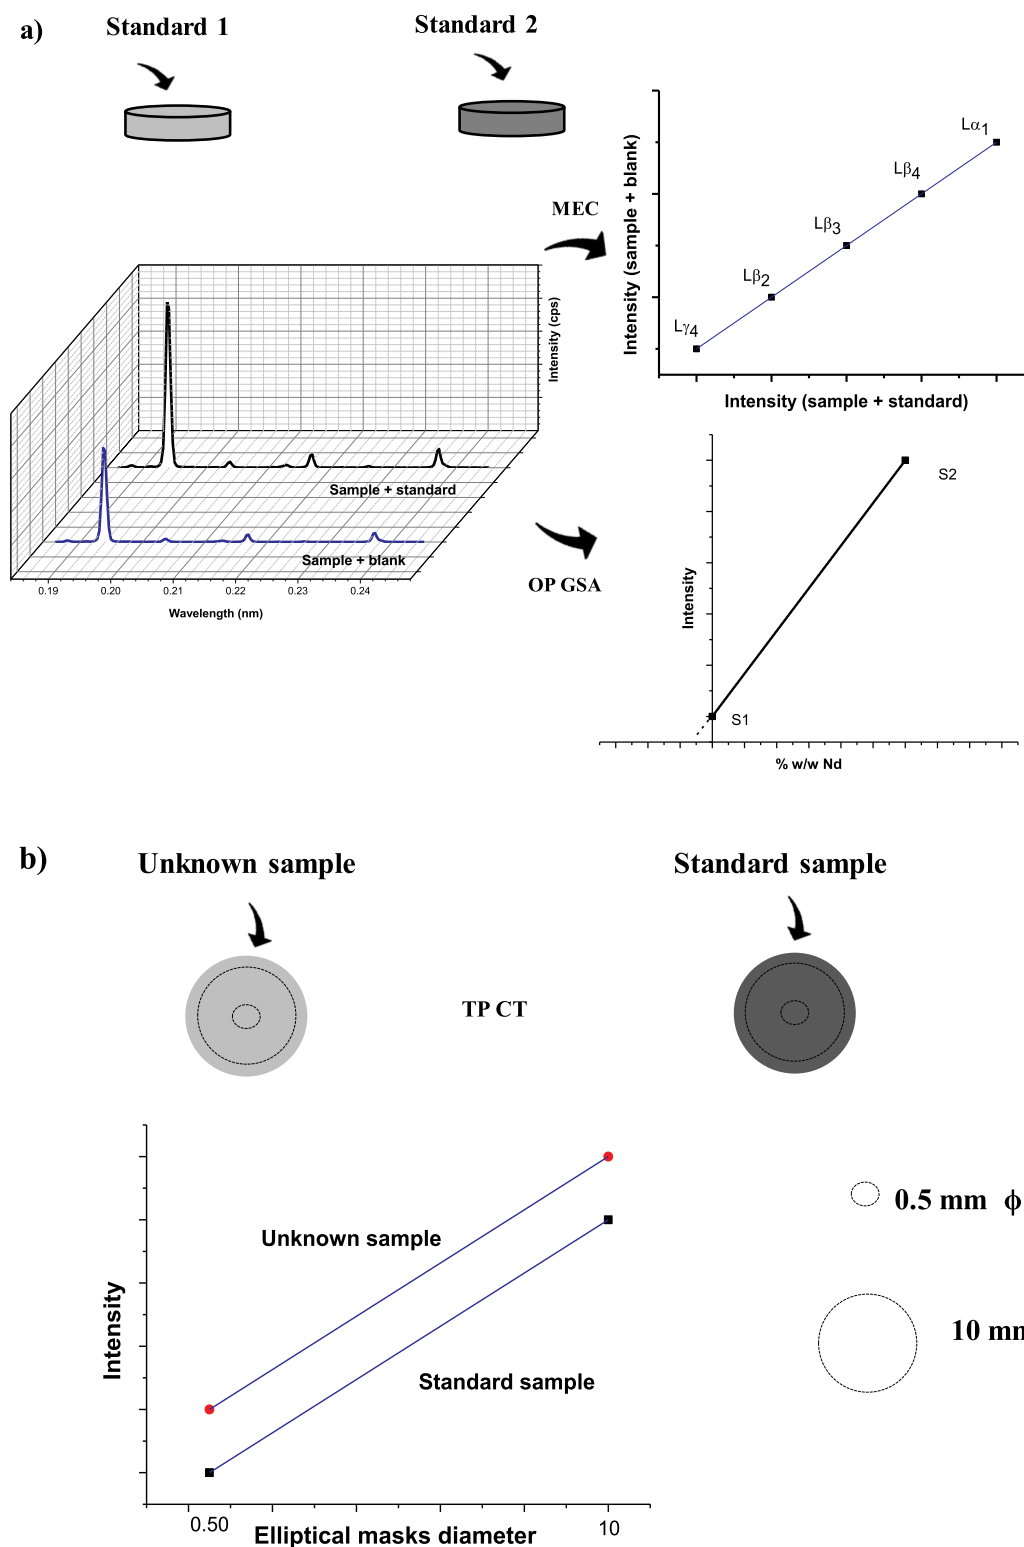 a)
Standard 1
Standard 2
MEC
Intensity (sample + blank)
Lα1
Lβ4
Lβ3
Lβ2
Lγ4
Intensity (sample + standard)
Intensity (cps)
Sample + standard
Sample + blank
0.19 0.20 0.21 0.22 0.23 0.24
Wavelength (nm)
OP GSA
Intensity
S2
S1
% w/w Nd
b)
Unknown sample
Standard sample
TP CT
Intensity
Unknown sample
Standard sample
0.50 10
Elliptical masks diameter
0.5 mm ϕ
10 mm